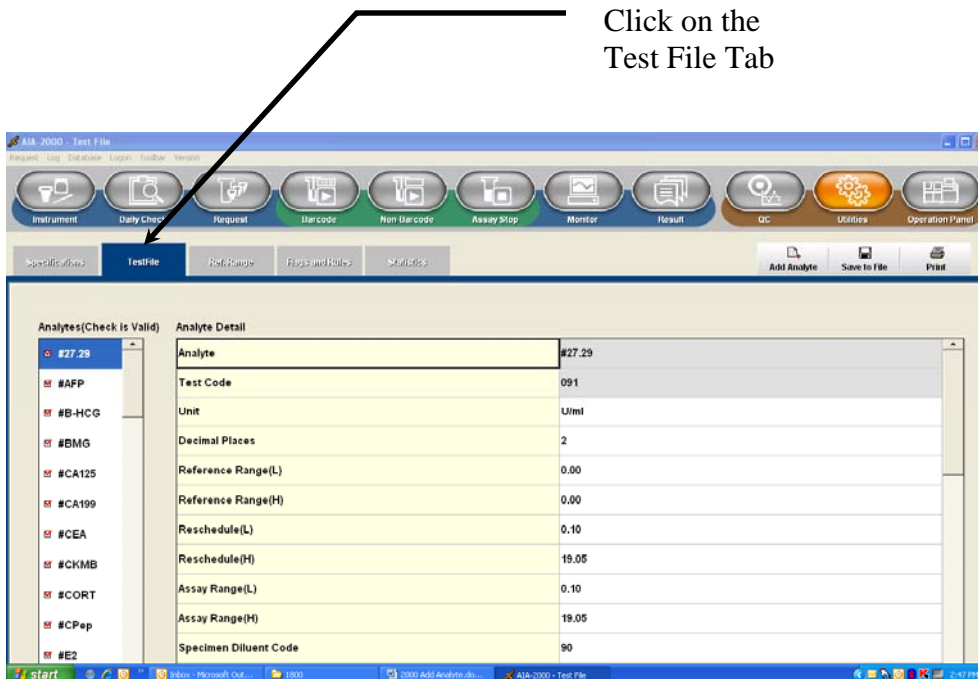 Click on the
Test File Tab
AIA-2000 - Test File
Request Log Database Logon Toolbar Version
Instrument Daily Check Request Barcode Non-Barcode Assay Stop Monitor Result QC Utilities Operation Panel
Specifications TestFile Ref.Range Flags and Rules Statistics Add Analyte Save to File Print
Analytes(Check is Valid) Analyte Detail
#27.29 Analyte #27.29
#AFP Test Code 091
#B-HCG Unit U/ml
#BMG Decimal Places 2
#CA125 Reference Range(L) 0.00
#CA199 Reference Range(H) 0.00
#CEA Reschedule(L) 0.10
#CKMB Reschedule(H) 19.05
#CORT Assay Range(L) 0.10
#CPep Assay Range(H) 19.05
#E2 Specimen Diluent Code 90
start Inbox - Microsoft Out... 1800 2000 Add Analyte.do... AIA-2000 - Test File 2:47 PM